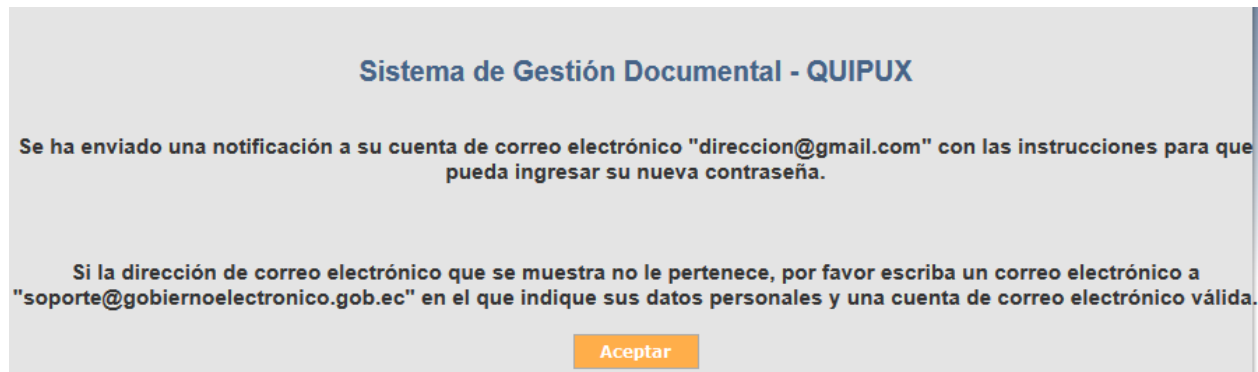 Sistema de Gestión Documental - QUIPUX
Se ha enviado una notificación a su cuenta de correo electrónico "direccion@gmail.com" con las instrucciones para que
pueda ingresar su nueva contraseña.
Si la dirección de correo electrónico que se muestra no le pertenece, por favor escriba un correo electrónico a
"soporte@gobiernoelectronico.gob.ec" en el que indique sus datos personales y una cuenta de correo electrónico válida.
Aceptar